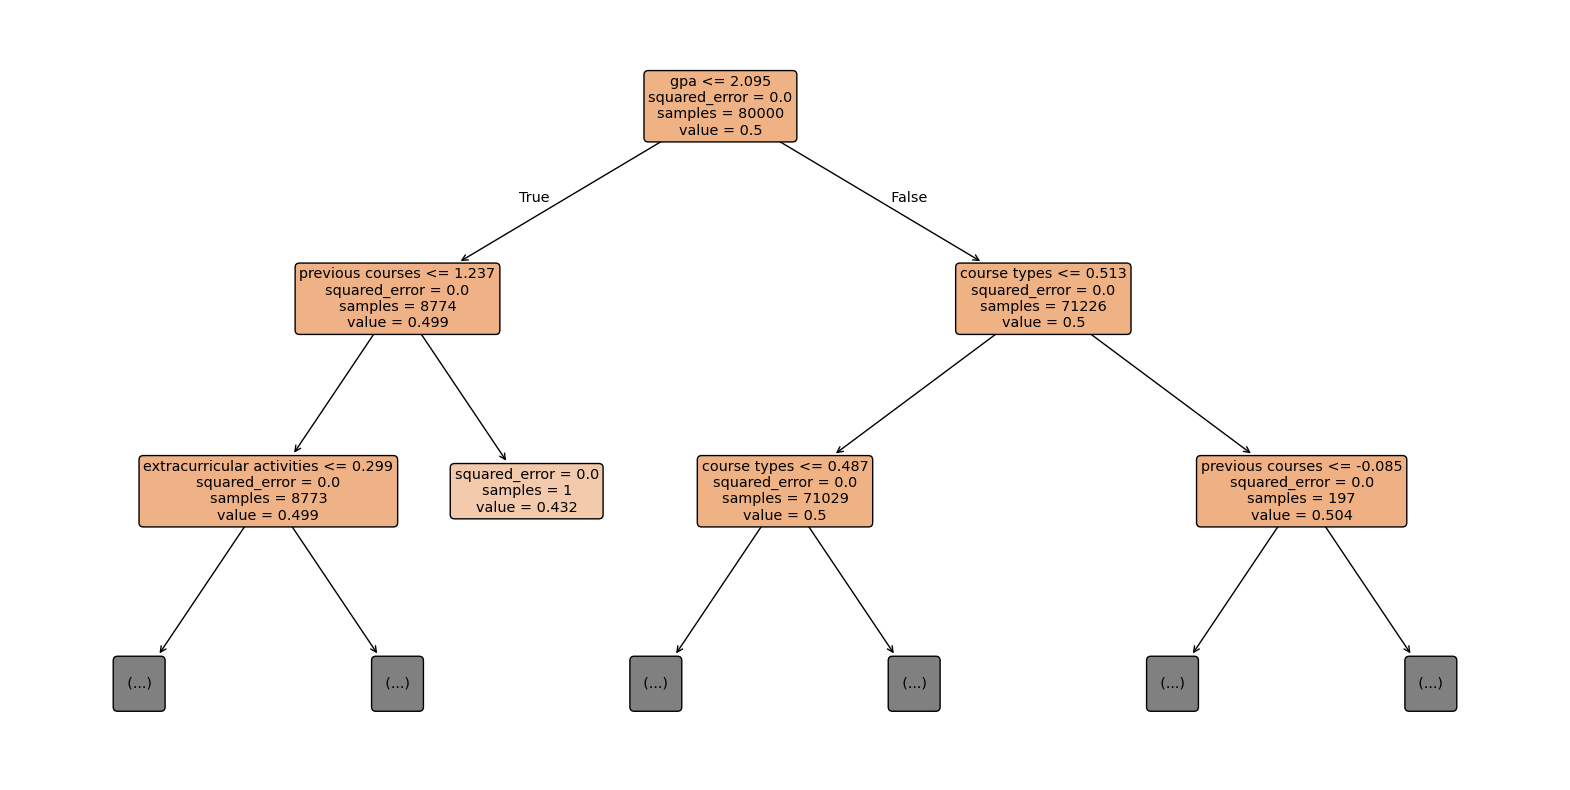 gpa <= 2.095
squared_error = 0.0
samples = 80000
value = 0.5
True
False
previous courses <= 1.237
squared_error = 0.0
samples = 8774
value = 0.499
course types <= 0.513
squared_error = 0.0
samples = 71226
value = 0.5
extracurricular activities <= 0.299
squared_error = 0.0
samples = 8773
value = 0.499
squared_error = 0.0
samples = 1
value = 0.432
course types <= 0.487
squared_error = 0.0
samples = 71029
value = 0.5
previous courses <= -0.085
squared_error = 0.0
samples = 197
value = 0.504
(...)
(...)
(...)
(...)
(...)
(...)